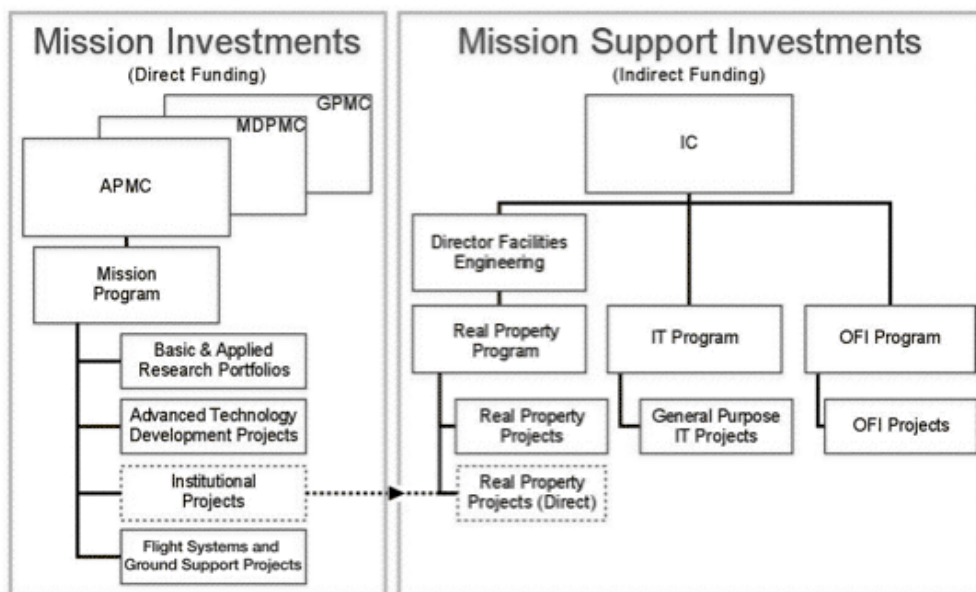 Mission Investments
(Direct Funding)
GPMC
MDPMC
APMC
Mission
Program
Basic & Applied
Research Portfolios
Advanced Technology
Development Projects
Institutional
Projects
Flight Systems and
Ground Support Projects
Mission Support Investments
(Indirect Funding)
IC
Director Facilities
Engineering
Real Property
Program
IT Program
OFI Program
Real Property
Projects
General Purpose
IT Projects
OFI Projects
Real Property
Projects (Direct)